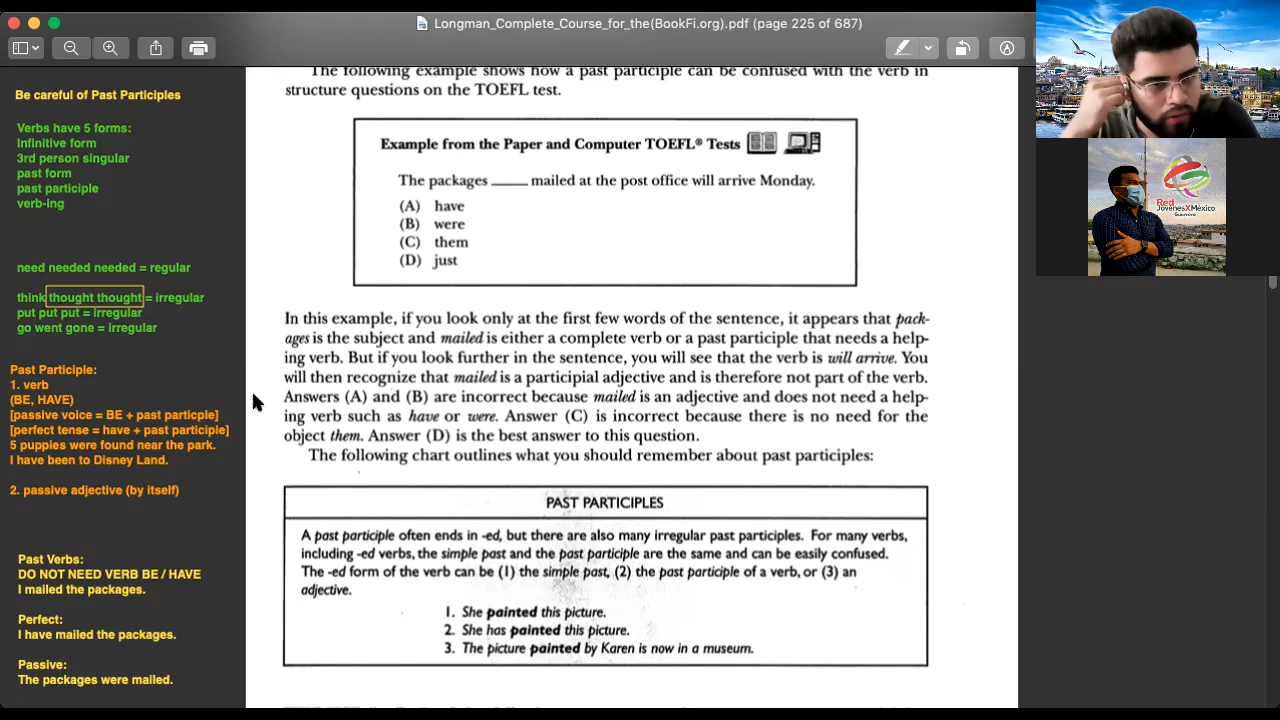 Longman_Complete_Course_for_the(BookFi.org).pdf (page 225 of 687)
Be careful of Past Participles
Verbs have 5 forms:
Infinitive form
3rd person singular
past form
past participle
verb-ing
need needed needed = regular
think thought thought = irregular
put put put = irregular
go went gone = irregular
Past Participle:
1. verb
(BE, HAVE)
[passive voice = BE + past particple]
[perfect tense = have + past participle]
5 puppies were found near the park.
I have been to Disney Land.
2. passive adjective (by itself)
Past Verbs:
DO NOT NEED VERB BE / HAVE
I mailed the packages.
Perfect:
I have mailed the packages.
Passive:
The packages were mailed.
The following example shows how a past participle can be confused with the verb in
structure questions on the TOEFL test.
Example from the Paper and Computer TOEFL® Tests
The packages ____ mailed at the post office will arrive Monday.
(A) have
(B) were
(C) them
(D) just
In this example, if you look only at the first few words of the sentence, it appears that pack-
ages is the subject and mailed is either a complete verb or a past participle that needs a help-
ing verb. But if you look further in the sentence, you will see that the verb is will arrive. You
will then recognize that mailed is a participial adjective and is therefore not part of the verb.
Answers (A) and (B) are incorrect because mailed is an adjective and does not need a help-
ing verb such as have or were. Answer (C) is incorrect because there is no need for the
object them. Answer (D) is the best answer to this question.
The following chart outlines what you should remember about past participles:
PAST PARTICIPLES
A past participle often ends in -ed, but there are also many irregular past participles. For many verbs,
including -ed verbs, the simple past and the past participle are the same and can be easily confused.
The -ed form of the verb can be (1) the simple past, (2) the past participle of a verb, or (3) an
adjective.
1. She painted this picture.
2. She has painted this picture.
3. The picture painted by Karen is now in a museum.
Red
JóvenesXMéxico
Guerrero